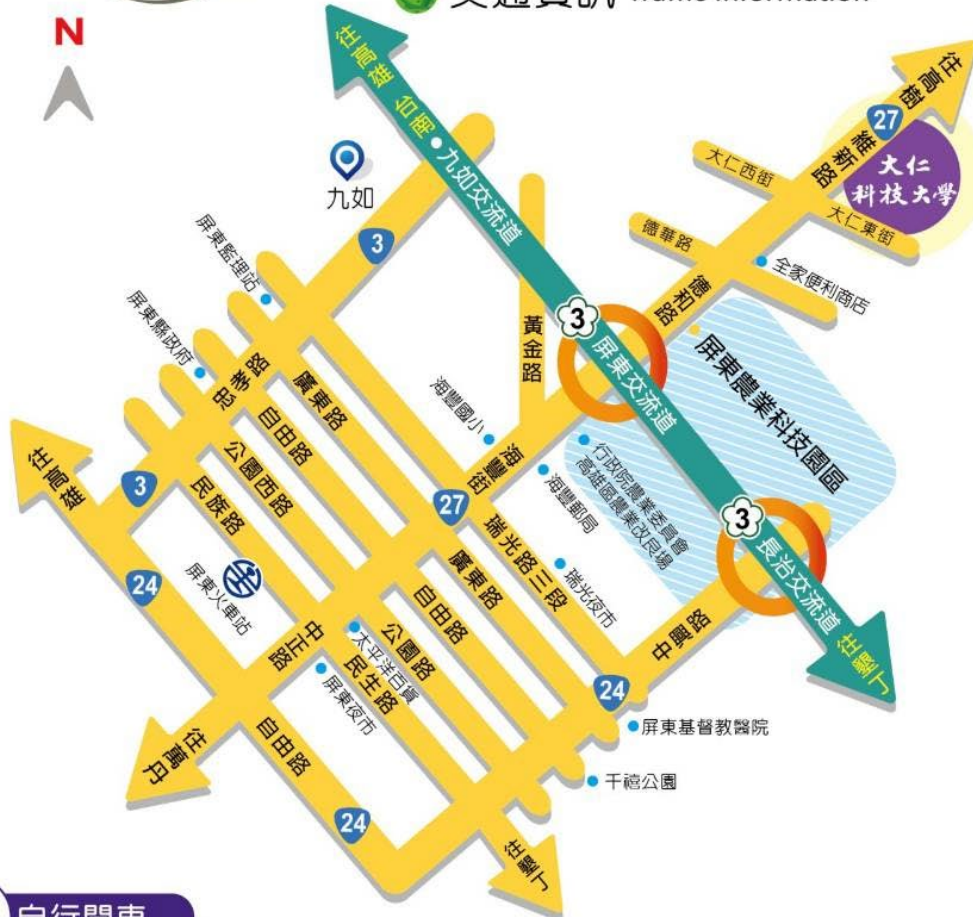 交通資訊 Traffic Information
N
往高雄 台南
九如交流道
往高樹
27
維新路
大仁
科技大學
大仁西街
大仁東街
九如
德華路
全家便利商店
3
屏東監理站
德和路
屏東縣政府
黃金路
3
屏東交流道
屏東農業科技園區
忠孝路
廣東路
自由路
公園西路
民族路
海豐國小
海豐街
海豐郵局
行政院農業委員會
高雄區農業改良場
往高雄
3
27
瑞光路三段
瑞光夜市
3
長治交流道
往墾丁
24
屏東火車站
廣東路
自由路
公園路
中正路
太平洋百貨
民生路
屏東夜市
中興路
24
屏東基督教醫院
千禧公園
往萬丹
自由路
24
往墾丁
自行開車